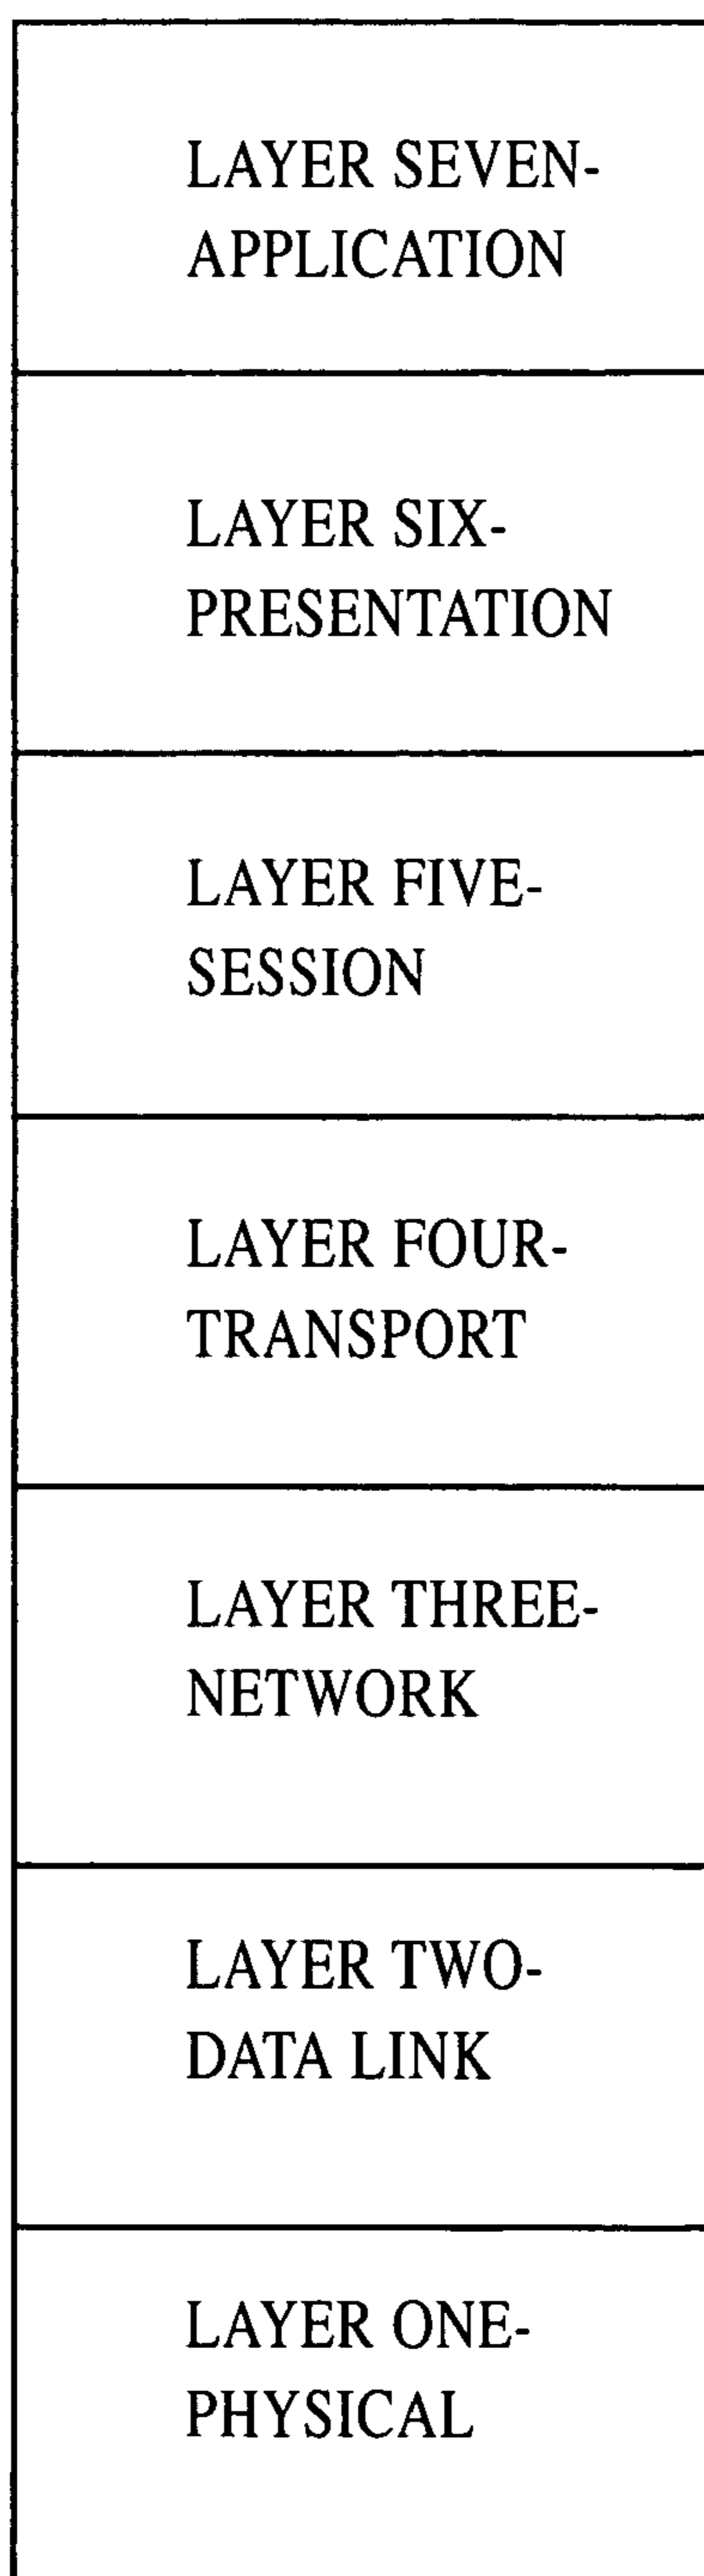 LAYER SEVEN-
APPLICATION
LAYER SIX-
PRESENTATION
LAYER FIVE-
SESSION
LAYER FOUR-
TRANSPORT
LAYER THREE-
NETWORK
LAYER TWO-
DATA LINK
LAYER ONE-
PHYSICAL